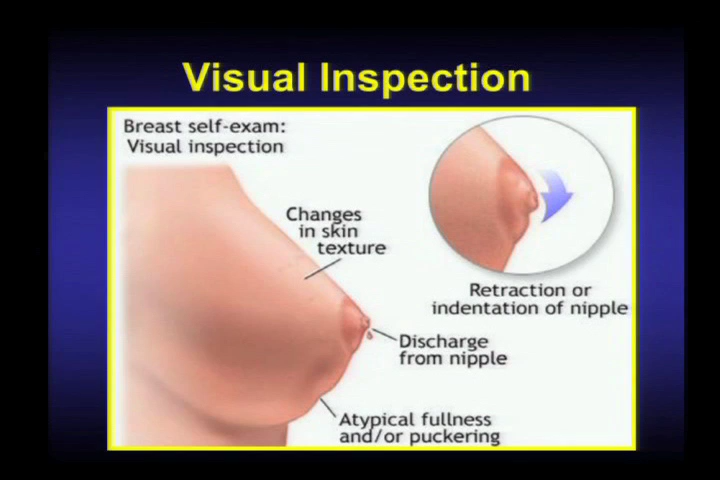 Visual Inspection
Breast self-exam:
Visual inspection
Changes
in skin
texture
Retraction or
indentation of nipple
Discharge
from nipple
Atypical fullness
and/or puckering